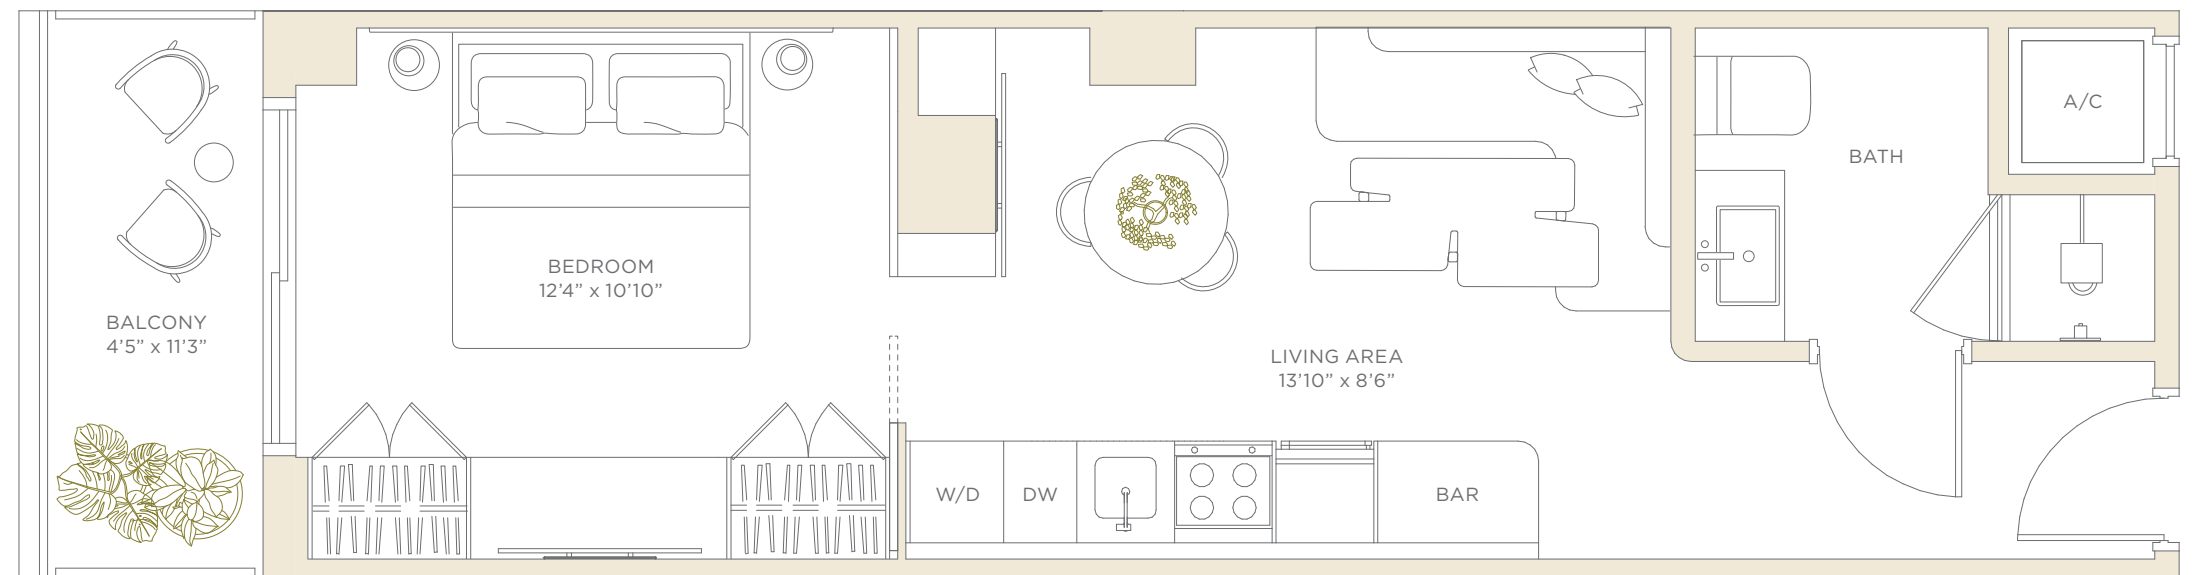 BALCONY
4’5” x 11’3”
BEDROOM
12’4” x 10’10”
LIVING AREA
13’10” x 8’6”
W/D
DW
BAR
BATH
A/C